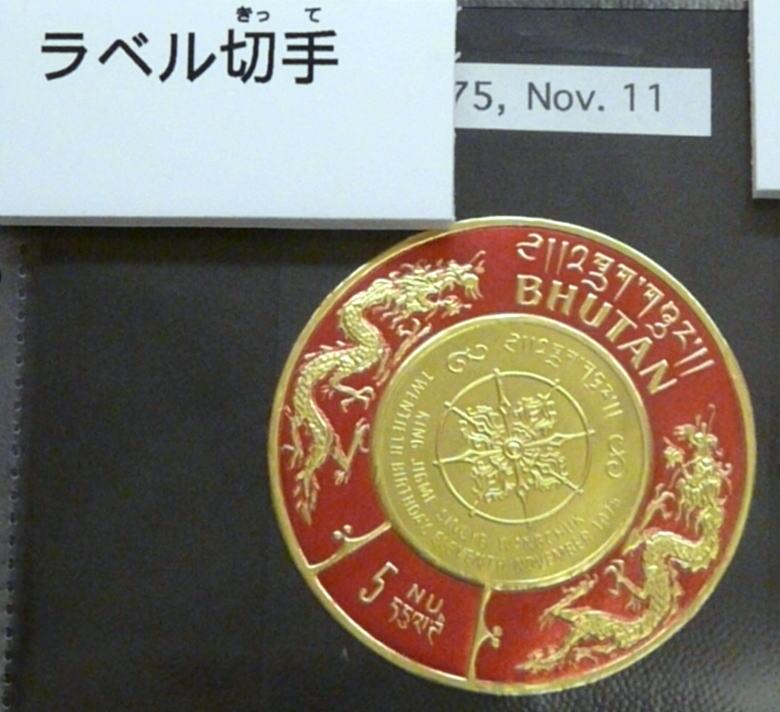 きっ て
ラベル切手
75, Nov. 11
BHUTAN
TWENTIETH BIRTHDAY ELEVENTH NOVEMBER 1975
KING JIGME SINGYE WANGCHUK
5 NU.